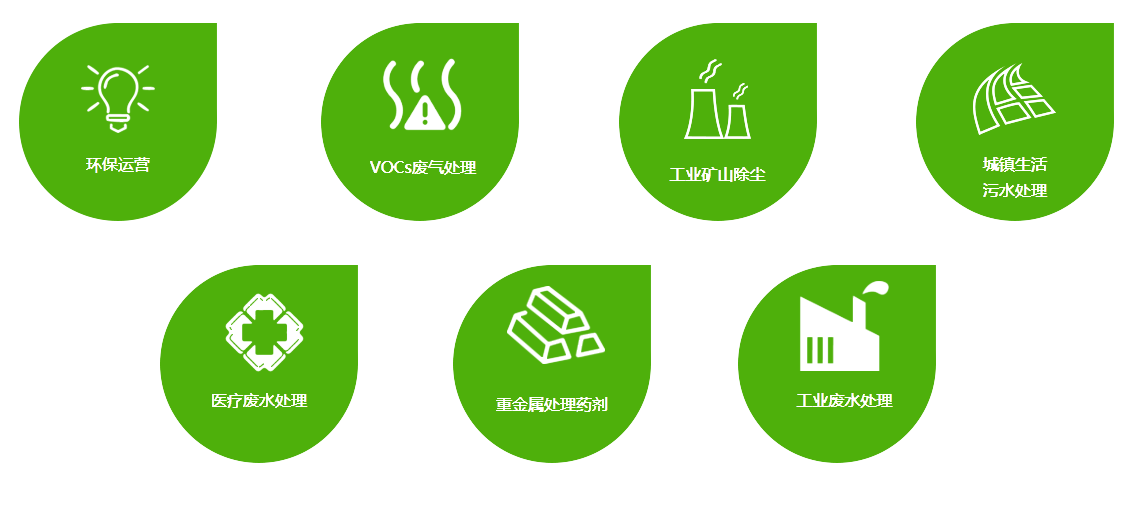 环保运营
VOCs废气处理
工业矿山除尘
城镇生活
污水处理
医疗废水处理
重金属处理药剂
工业废水处理